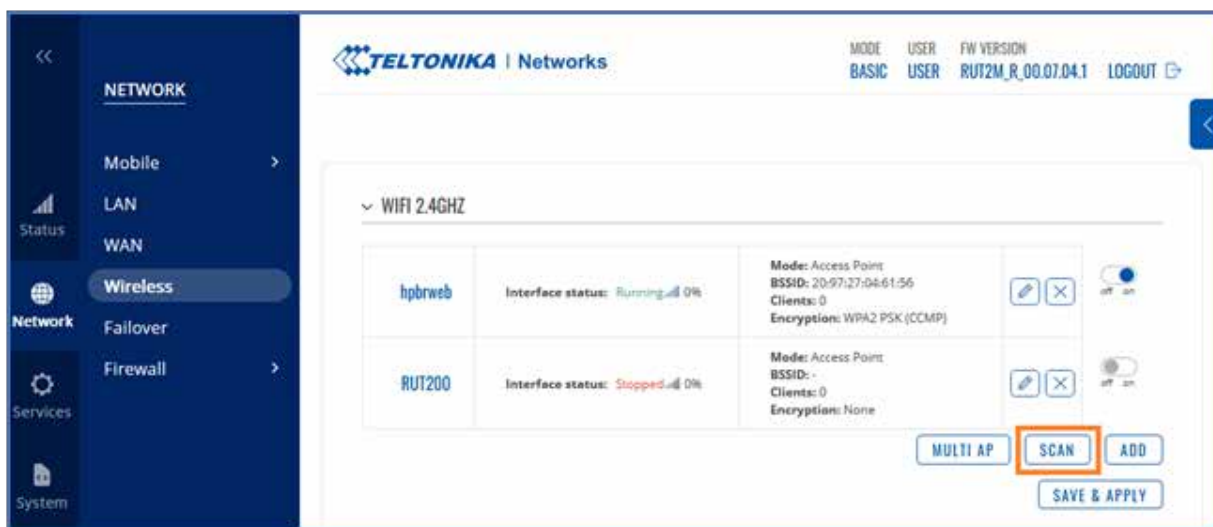 <<
NETWORK
Mobile >
LAN
WAN
Wireless
Failover
Firewall >
Status
Network
Services
System
TELTONIKA | Networks
MODE USER FW VERSION
BASIC USER RUT2M_R_00.07.04.1 LOGOUT
WIFI 2.4GHZ
hpbrweb
Interface status: Running 0%
Mode: Access Point
BSSID: 20:97:27:04:61:56
Clients: 0
Encryption: WPA2 PSK (CCMP)
off on
RUT200
Interface status: Stopped 0%
Mode: Access Point
BSSID: -
Clients: 0
Encryption: None
off on
MULTI AP SCAN ADD
SAVE & APPLY